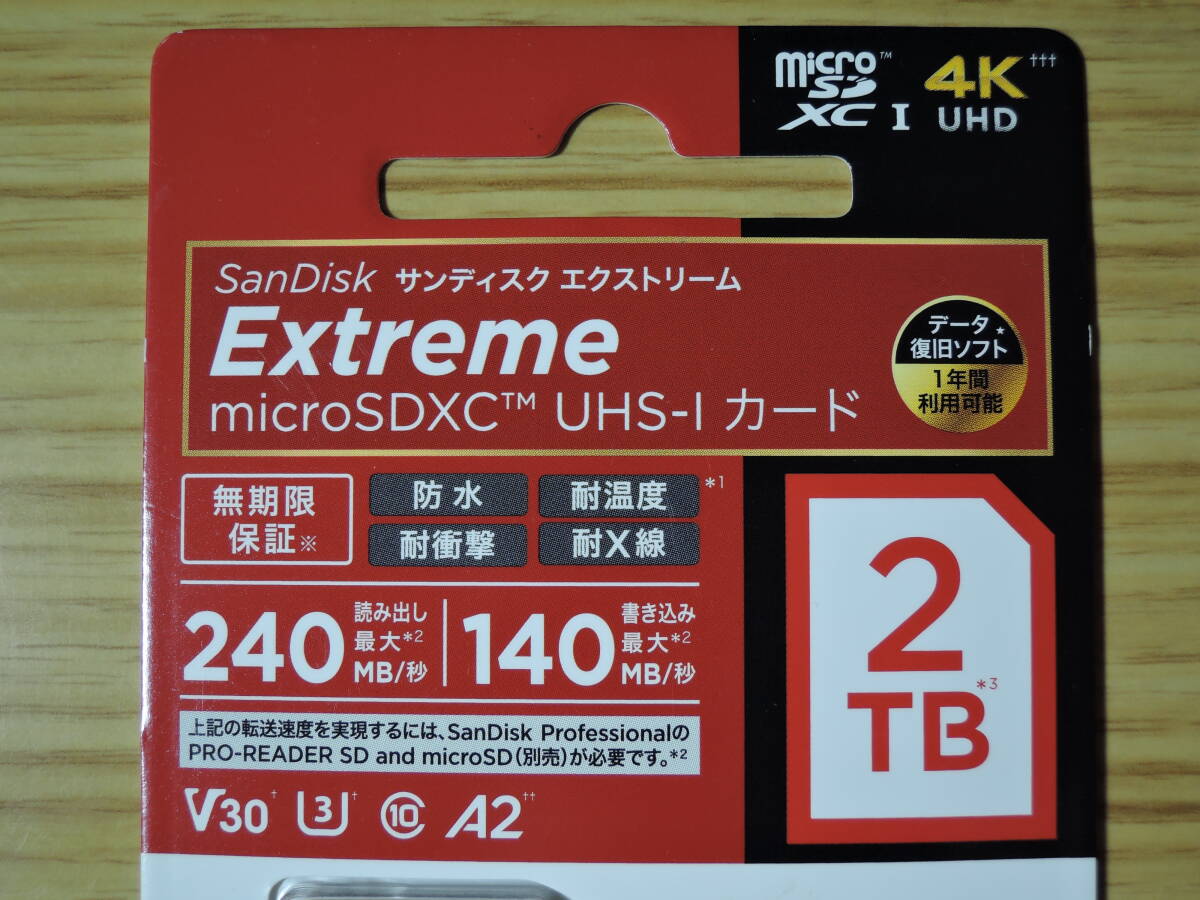 micro SD XC I ™
4K†††
UHD
SanDisk サンディスク エクストリーム
Extreme
microSDXC™ UHS-I カード
データ*
復旧ソフト
1年間
利用可能
無期限
保証※
防水
耐温度
*1
耐衝撃
耐X線
240 読み出し
最大*2
MB/秒
140 書き込み
最大*2
MB/秒
上記の転送速度を実現するには、SanDisk Professionalの
PRO-READER SD and microSD(別売)が必要です。*2
V30† 3† 10 A2††
2
TB*3